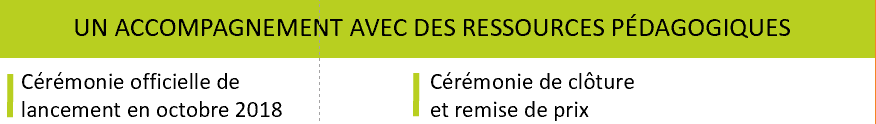 UN ACCOMPAGNEMENT AVEC DES RESSOURCES PÉDAGOGIQUES
Cérémonie officielle de
lancement en octobre 2018
Cérémonie de clôture
et remise de prix